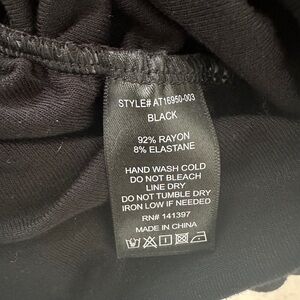 STYLE# AT16950-003
BLACK
92% RAYON
8% ELASTANE
HAND WASH COLD
DO NOT BLEACH
LINE DRY
DO NOT TUMBLE DRY
IRON LOW IF NEEDED
RN# 141397
MADE IN CHINA